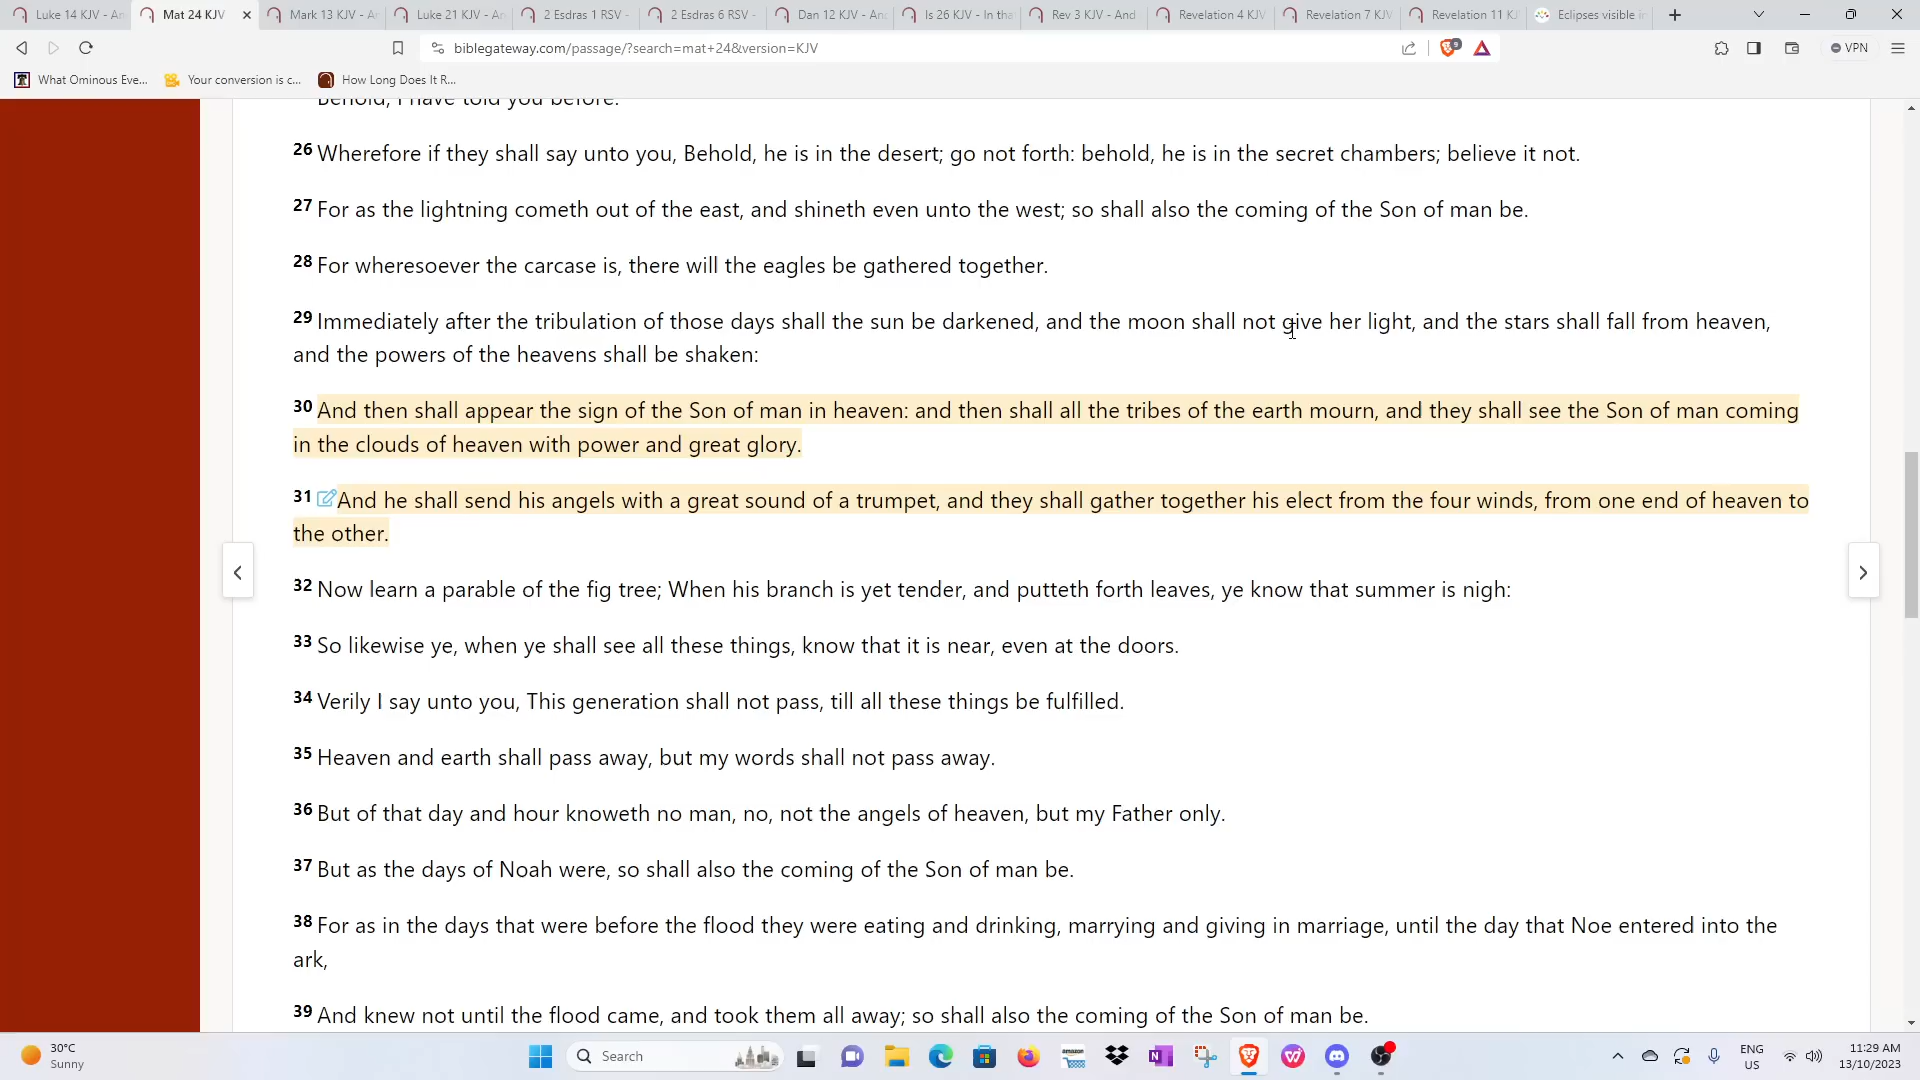 Luke 14 KJV - An
Mat 24 KJV
Mark 13 KJV - A
Luke 21 KJV - An
2 Esdras 1 RSV -
2 Esdras 6 RSV -
Dan 12 KJV - An
Is 26 KJV - In tha
Rev 3 KJV - And
Revelation 4 KJV
Revelation 7 KJV
Revelation 11 KJ
Eclipses visible in
biblegateway.com/passage/?search=mat+24&version=KJV
9
VPN
What Ominous Eve...
Your conversion is c...
How Long Does It R...
Behold, I have told you before.
26 Wherefore if they shall say unto you, Behold, he is in the desert; go not forth: behold, he is in the secret chambers; believe it not.
27 For as the lightning cometh out of the east, and shineth even unto the west; so shall also the coming of the Son of man be.
28 For wheresoever the carcase is, there will the eagles be gathered together.
29 Immediately after the tribulation of those days shall the sun be darkened, and the moon shall not give her light, and the stars shall fall from heaven,
and the powers of the heavens shall be shaken:
30 And then shall appear the sign of the Son of man in heaven: and then shall all the tribes of the earth mourn, and they shall see the Son of man coming
in the clouds of heaven with power and great glory.
31 And he shall send his angels with a great sound of a trumpet, and they shall gather together his elect from the four winds, from one end of heaven to
the other.
32 Now learn a parable of the fig tree; When his branch is yet tender, and putteth forth leaves, ye know that summer is nigh:
33 So likewise ye, when ye shall see all these things, know that it is near, even at the doors.
34 Verily I say unto you, This generation shall not pass, till all these things be fulfilled.
35 Heaven and earth shall pass away, but my words shall not pass away.
36 But of that day and hour knoweth no man, no, not the angels of heaven, but my Father only.
37 But as the days of Noah were, so shall also the coming of the Son of man be.
38 For as in the days that were before the flood they were eating and drinking, marrying and giving in marriage, until the day that Noe entered into the
ark,
39 And knew not until the flood came, and took them all away; so shall also the coming of the Son of man be.
30°C
Sunny
Search
amazon
ENG
US
11:29 AM
13/10/2023